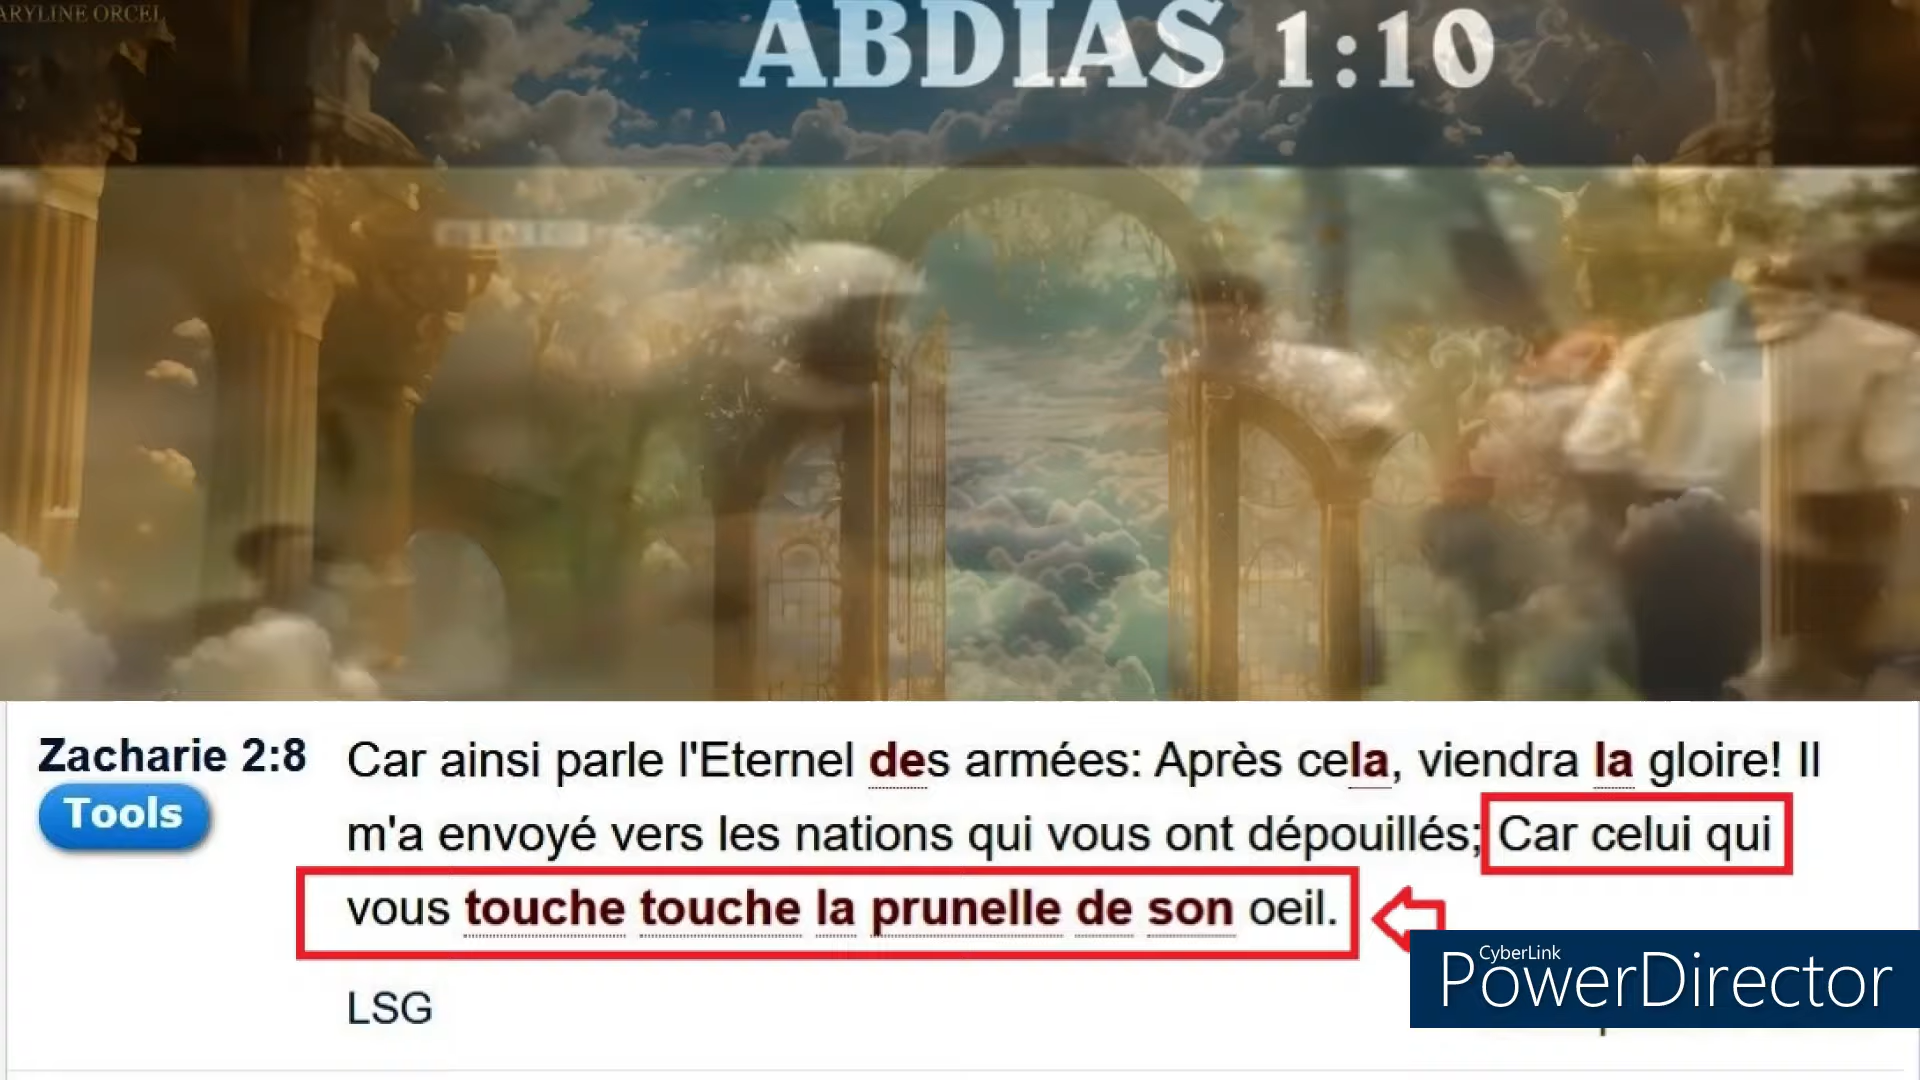 ARYLINE ORCEL
ABDIAS 1:10
Zacharie 2:8
Tools
Car ainsi parle l'Eternel des armées: Après cela, viendra la gloire! Il
m'a envoyé vers les nations qui vous ont dépouillés; Car celui qui
vous touche touche la prunelle de son oeil.
LSG
CyberLink
PowerDirector